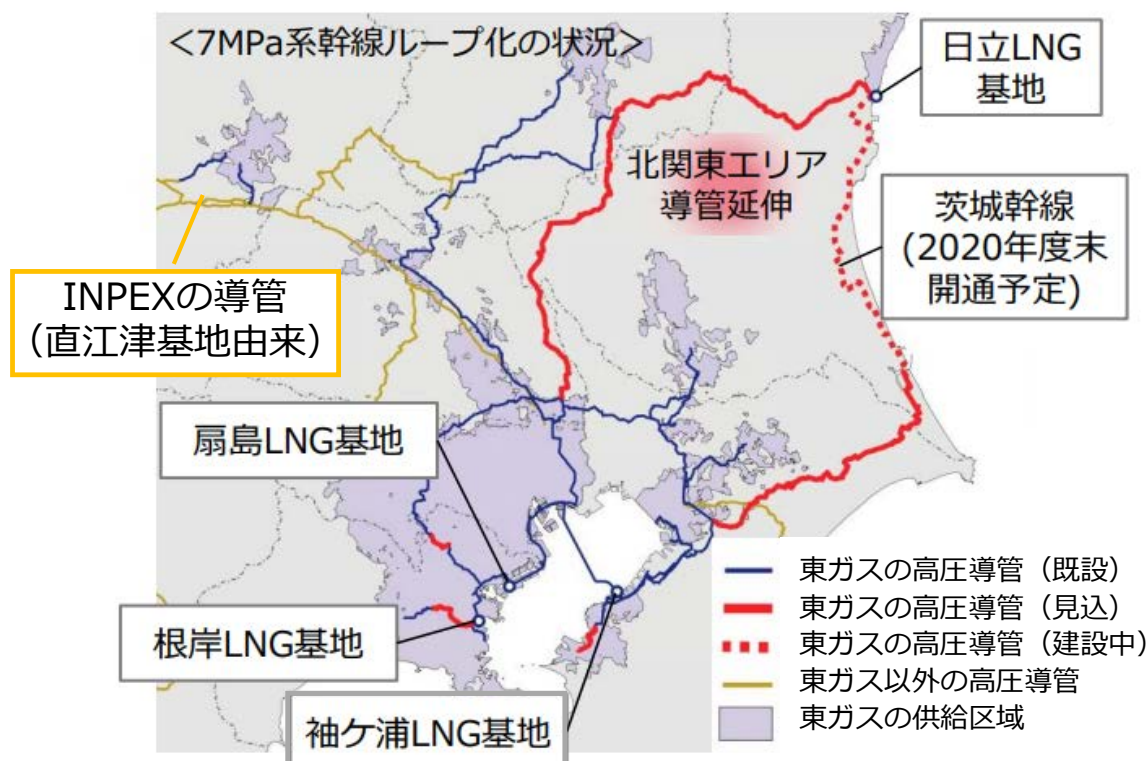 <7MPa系幹線ループ化の状況>
日立LNG
基地
北関東エリア
導管延伸
茨城幹線
(2020年度末
開通予定)
INPEXの導管
（直江津基地由来）
扇島LNG基地
根岸LNG基地
袖ケ浦LNG基地
東ガスの高圧導管（既設）
東ガスの高圧導管（見込）
東ガスの高圧導管（建設中）
東ガス以外の高圧導管
東ガスの供給区域